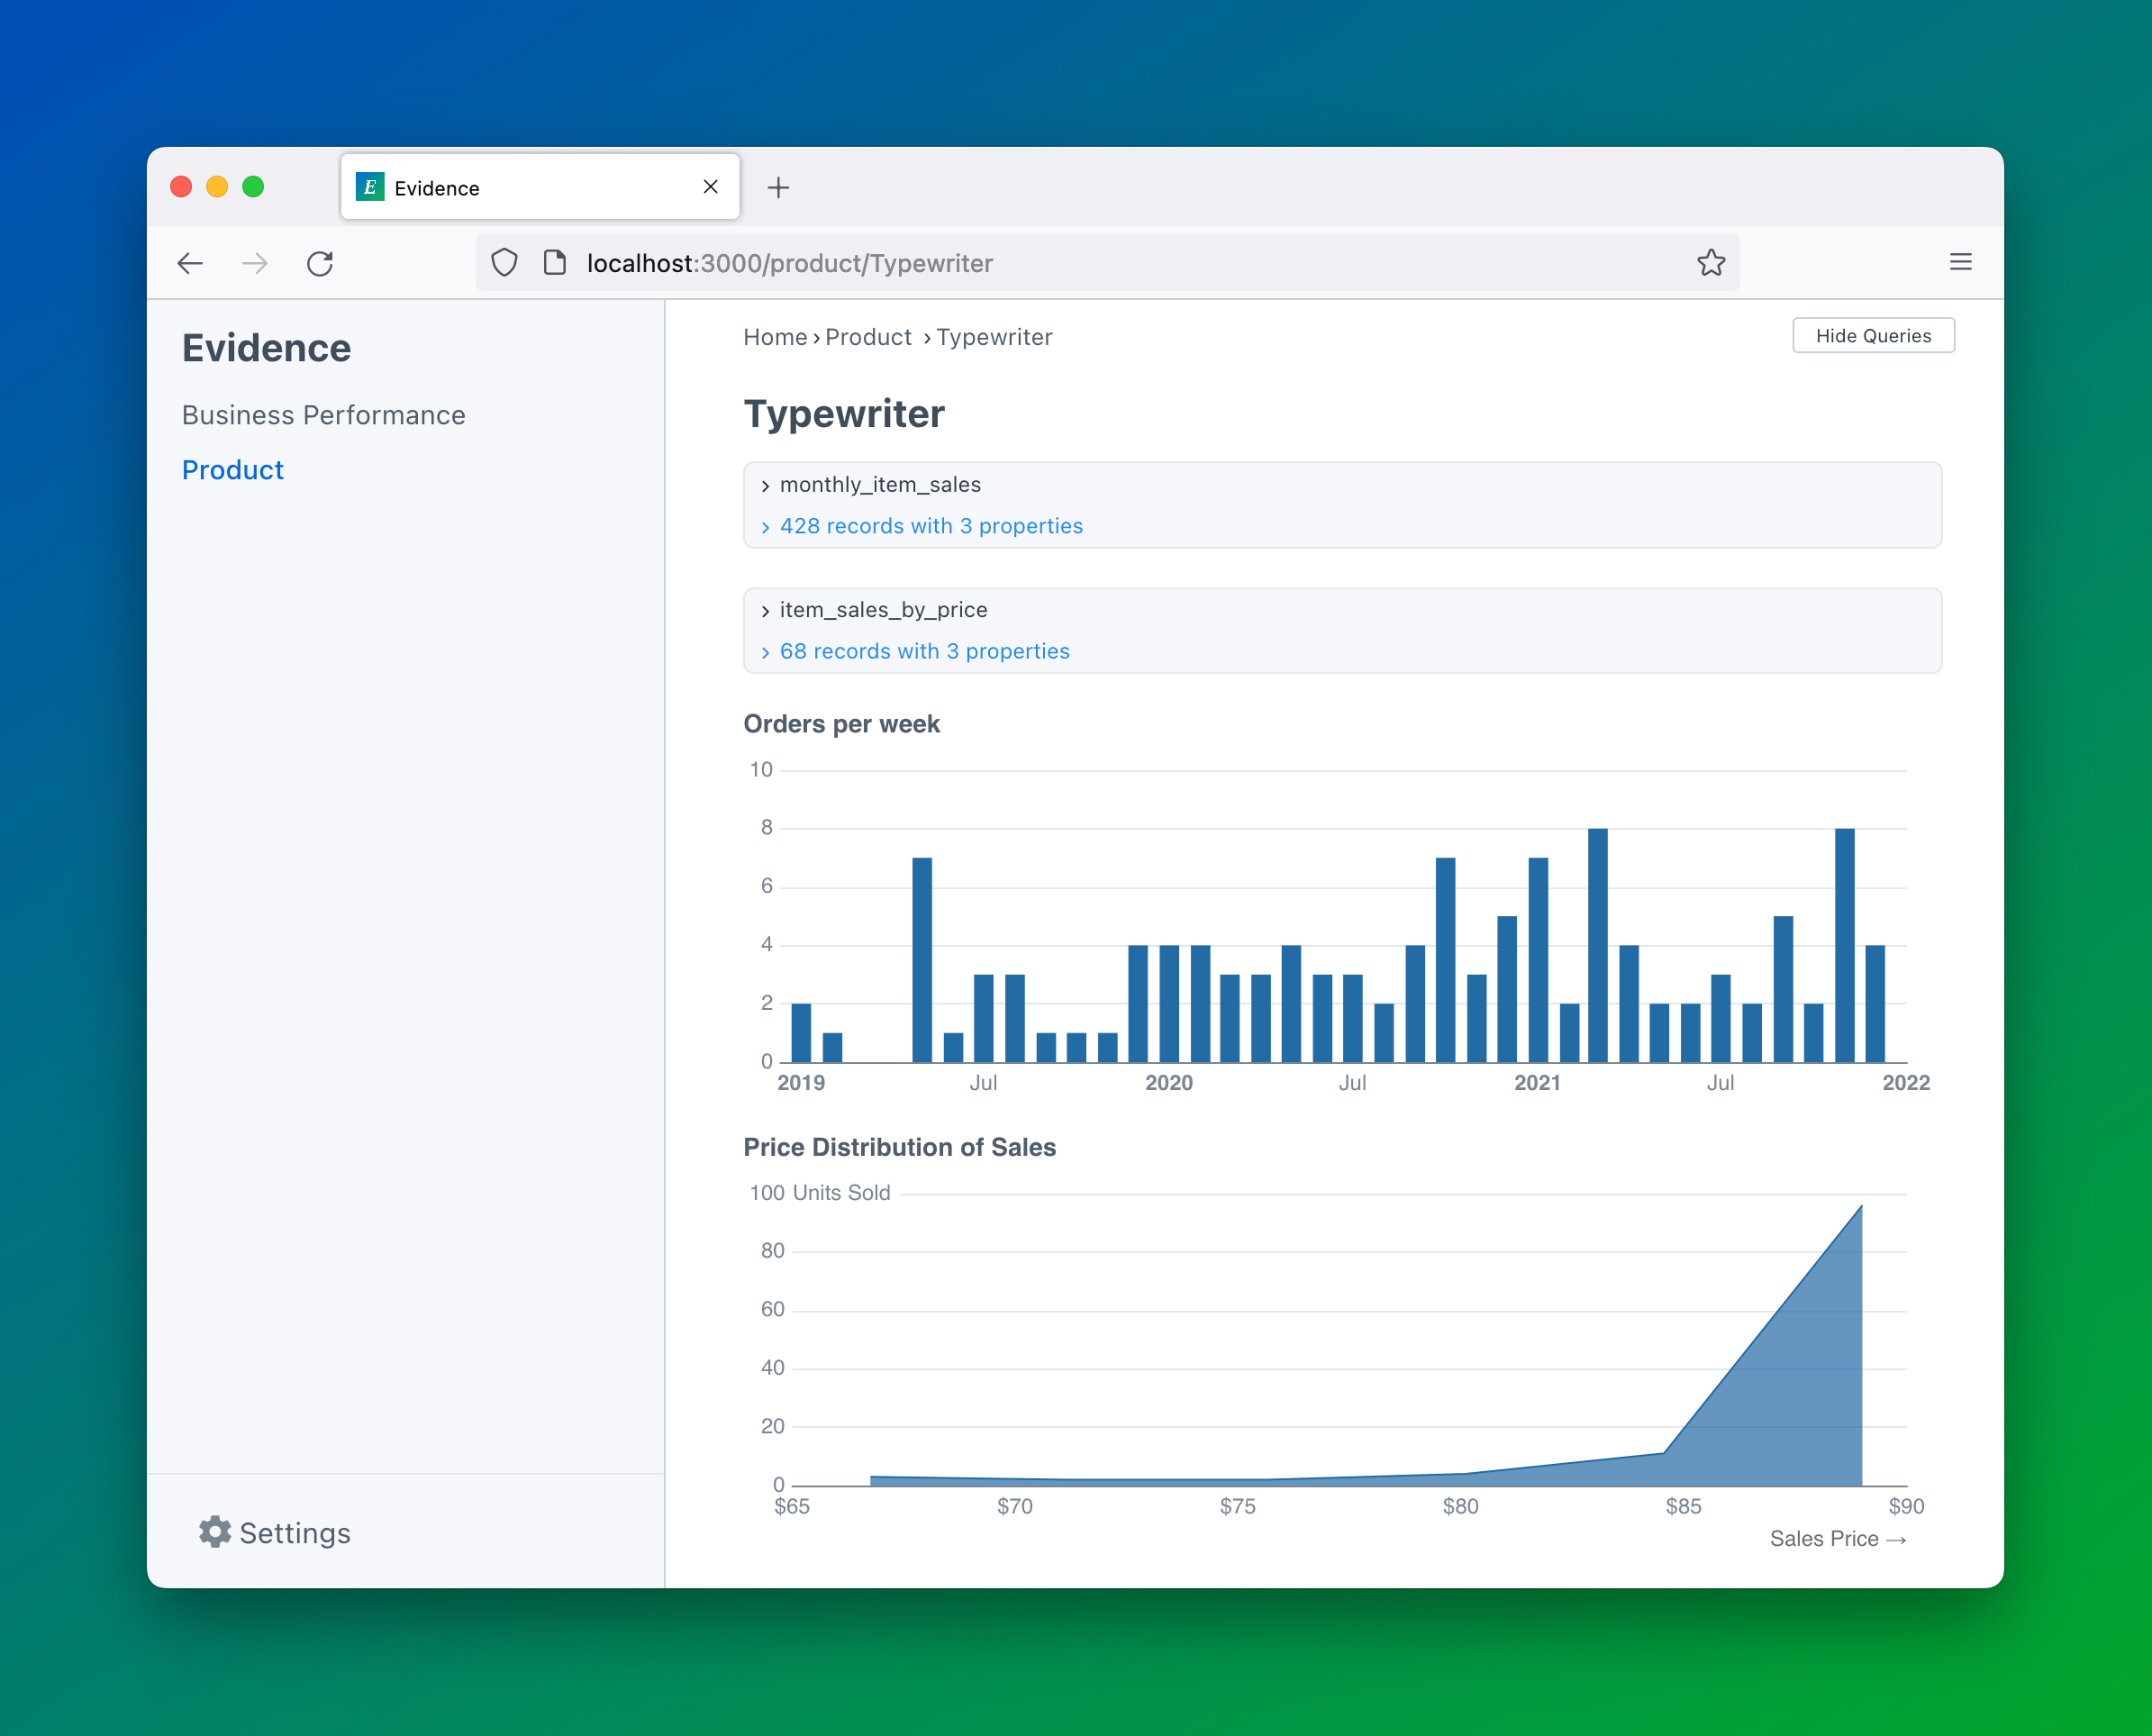 E Evidence
localhost:3000/product/Typewriter
Evidence
Business Performance
Product
Settings
Home › Product › Typewriter
Hide Queries
Typewriter
monthly_item_sales
428 records with 3 properties
item_sales_by_price
68 records with 3 properties
Orders per week
10
8
6
4
2
0
2019 Jul 2020 Jul 2021 Jul 2022
Price Distribution of Sales
100 Units Sold
80
60
40
20
0
$65 $70 $75 $80 $85 $90
Sales Price →